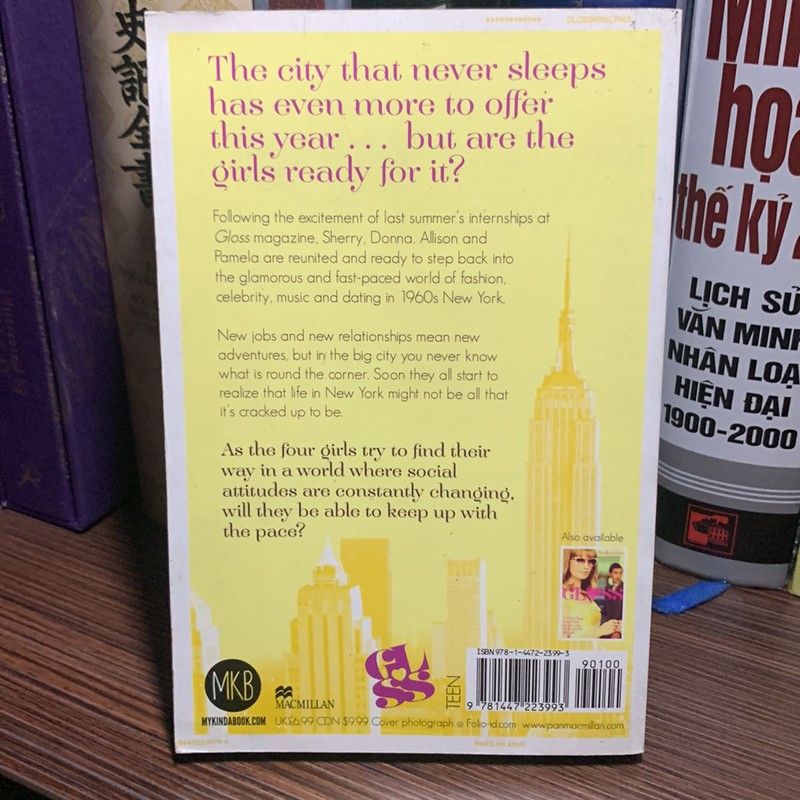 The city that never sleeps
has even more to offer
this year . . . but are the
girls ready for it?
Following the excitement of last summer's internships at
Gloss magazine, Sherry, Donna, Allison and
Pamela are reunited and ready to step back into
the glamorous and fast-paced world of fashion,
celebrity, music and dating in 1960s New York.
New jobs and new relationships mean new
adventures, but in the big city you never know
what is round the corner. Soon they all start to
realize that life in New York might not be all that
it's cracked up to be.
As the four girls try to find their
way in a world where social
attitudes are constantly changing,
will they be able to keep up with
the pace?
Also available
GLOSS
ISBN 978-1-4472-2399-3
90100
9 781447 223993
TEEN
GLOSS
MKB
MYKINDABOOK.COM
MACMILLAN
UK£6.99 CDN $9.99 Cover photograph @ Folio-id.com
www.panmacmillan.com
史記全書
họa
thế kỷ
LỊCH SỬ
VĂN MINH
NHÂN LOẠI
HIỆN ĐẠI
1900-2000